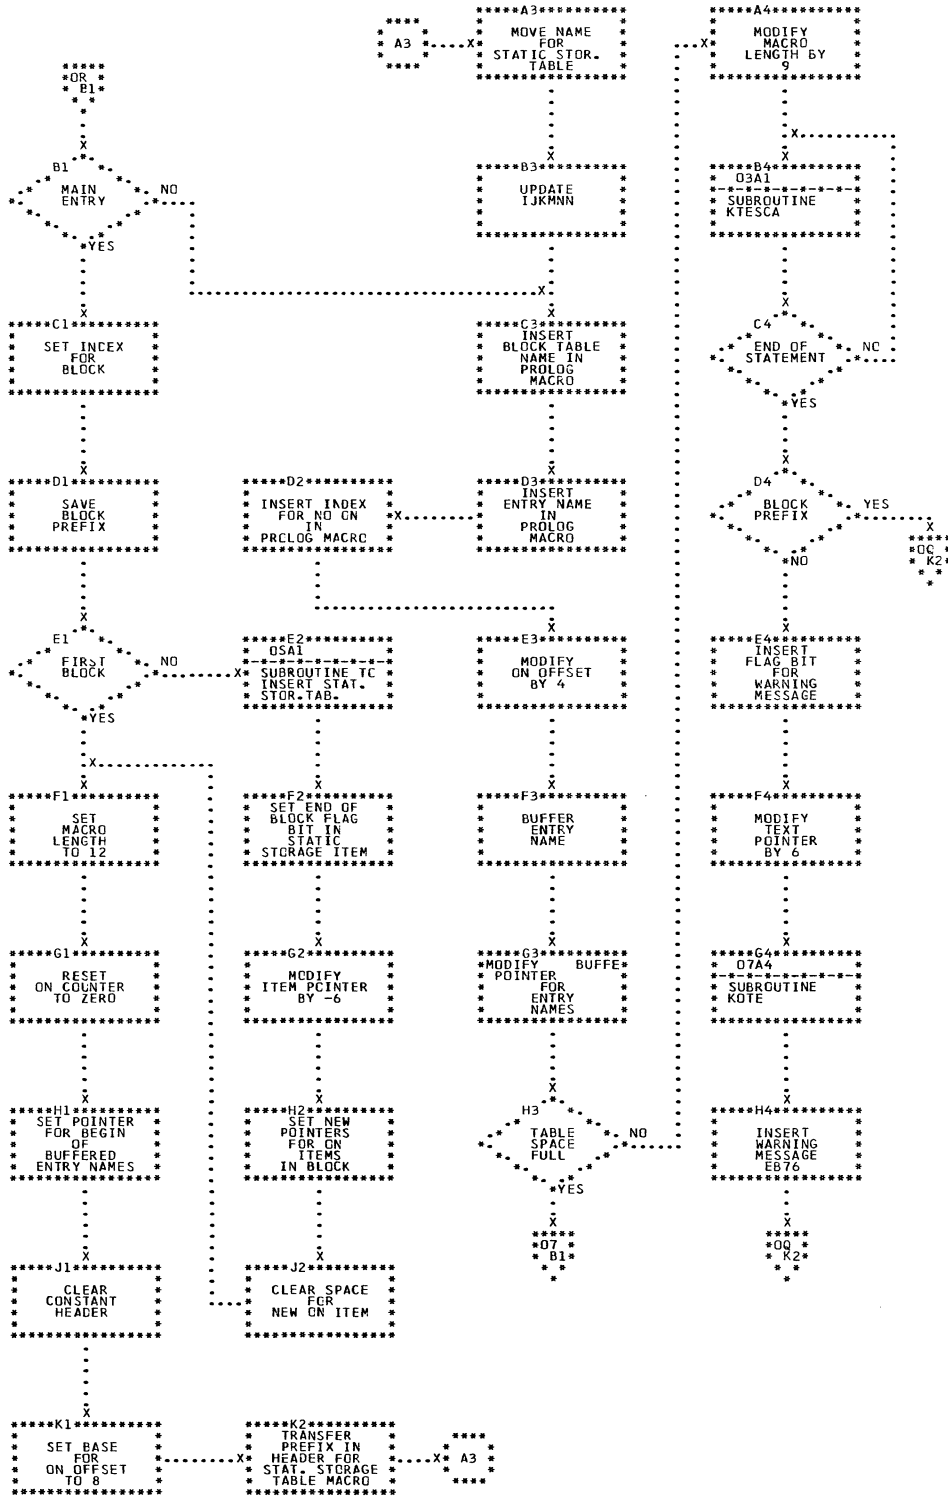 OR
B1
B1
MAIN
ENTRY
NO
YES
C1
SET INDEX
FOR
BLOCK
D1
SAVE
BLOCK
PREFIX
E1
FIRST
BLOCK
NO
YES
F1
SET
MACRO
LENGTH
TO 12
G1
RESET
ON COUNTER
TO ZERO
H1
SET POINTER
FOR BEGIN
OF
BUFFERED
ENTRY NAMES
J1
CLEAR
CONSTANT
HEADER
K1
SET BASE
FOR
ON OFFSET
TO 8
D2
INSERT INDEX
FOR NO ON
IN
PROLOG MACRO
E2
OSA1
SUBROUTINE TO
INSERT STAT.
STOR.TAB.
F2
SET END OF
BLOCK FLAG
BIT IN
STATIC
STORAGE ITEM
G2
MODIFY
ITEM POINTER
BY -6
H2
SET NEW
POINTERS
FOR ON
ITEMS
IN BLOCK
J2
CLEAR SPACE
FOR
NEW ON ITEM
K2
TRANSFER
PREFIX IN
HEADER FOR
STAT. STORAGE
TABLE MACRO
A3
A3
A3
MOVE NAME
FOR
STATIC STOR.
TABLE
B3
UPDATE
IJKMNN
C3
INSERT
BLOCK TABLE
NAME IN
PROLOG
MACRO
D3
INSERT
ENTRY NAME
IN
PROLOG
MACRO
E3
MODIFY
ON OFFSET
BY 4
F3
BUFFER
ENTRY
NAME
G3
MODIFY BUFFE
POINTER
FOR
ENTRY
NAMES
H3
TABLE
SPACE
FULL
NO
YES
O7
B1
A4
MODIFY
MACRO
LENGTH BY
9
B4
O3A1
SUBROUTINE
KTESCA
C4
END OF
STATEMENT
NO
YES
D4
BLOCK
PREFIX
YES
NO
OQ
K2
E4
INSERT
FLAG BIT
FOR
WARNING
MESSAGE
F4
MODIFY
TEXT
POINTER
BY 6
G4
O7A4
SUBROUTINE
KOTE
H4
INSERT
WARNING
MESSAGE
EB76
OQ
K2